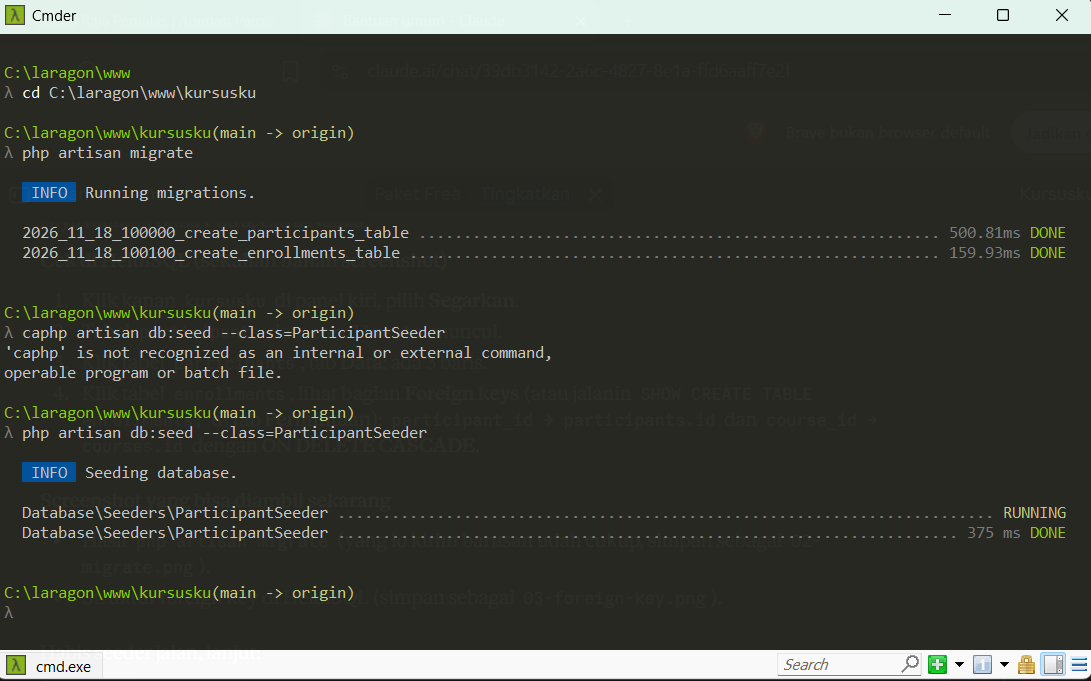 Cmder
C:\laragon\www
λ cd C:\laragon\www\kursusku
C:\laragon\www\kursusku(main -> origin)
λ php artisan migrate
INFO Running migrations.
2026_11_18_100000_create_participants_table .......................................................... 500.81ms DONE
2026_11_18_100100_create_enrollments_table ........................................................... 159.93ms DONE
C:\laragon\www\kursusku(main -> origin)
λ caphp artisan db:seed --class=ParticipantSeeder
'caphp' is not recognized as an internal or external command,
operable program or batch file.
C:\laragon\www\kursusku(main -> origin)
λ php artisan db:seed --class=ParticipantSeeder
INFO Seeding database.
Database\Seeders\ParticipantSeeder .......................................................................... RUNNING
Database\Seeders\ParticipantSeeder ...................................................................... 375 ms DONE
C:\laragon\www\kursusku(main -> origin)
λ
cmd.exe
Search